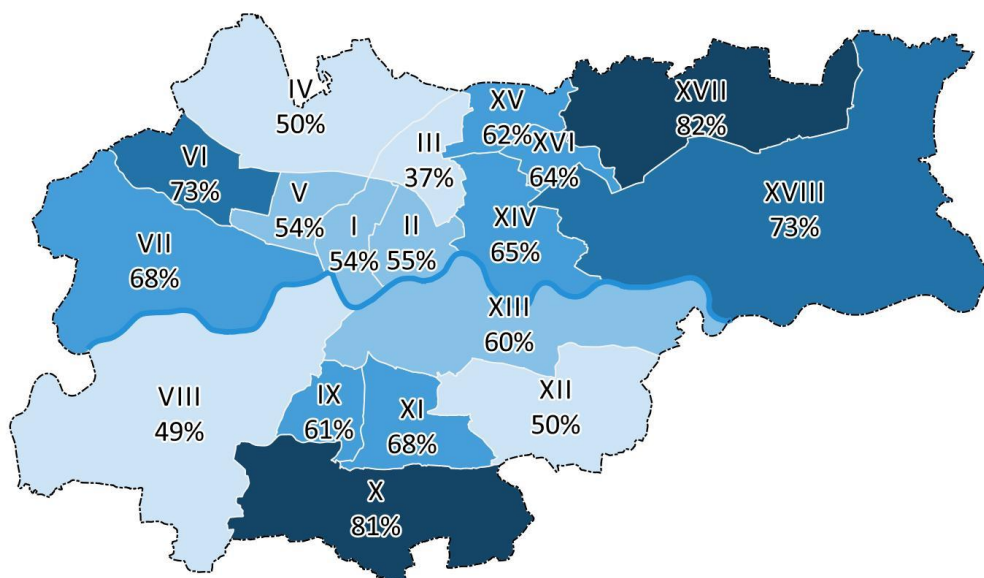 IV
50%
XV
62%
XVII
82%
III
37%
XVI
64%
VI
73%
V
54%
I
54%
II
55%
XIV
65%
XVIII
73%
VII
68%
XIII
60%
VIII
49%
IX
61%
XI
68%
XII
50%
X
81%